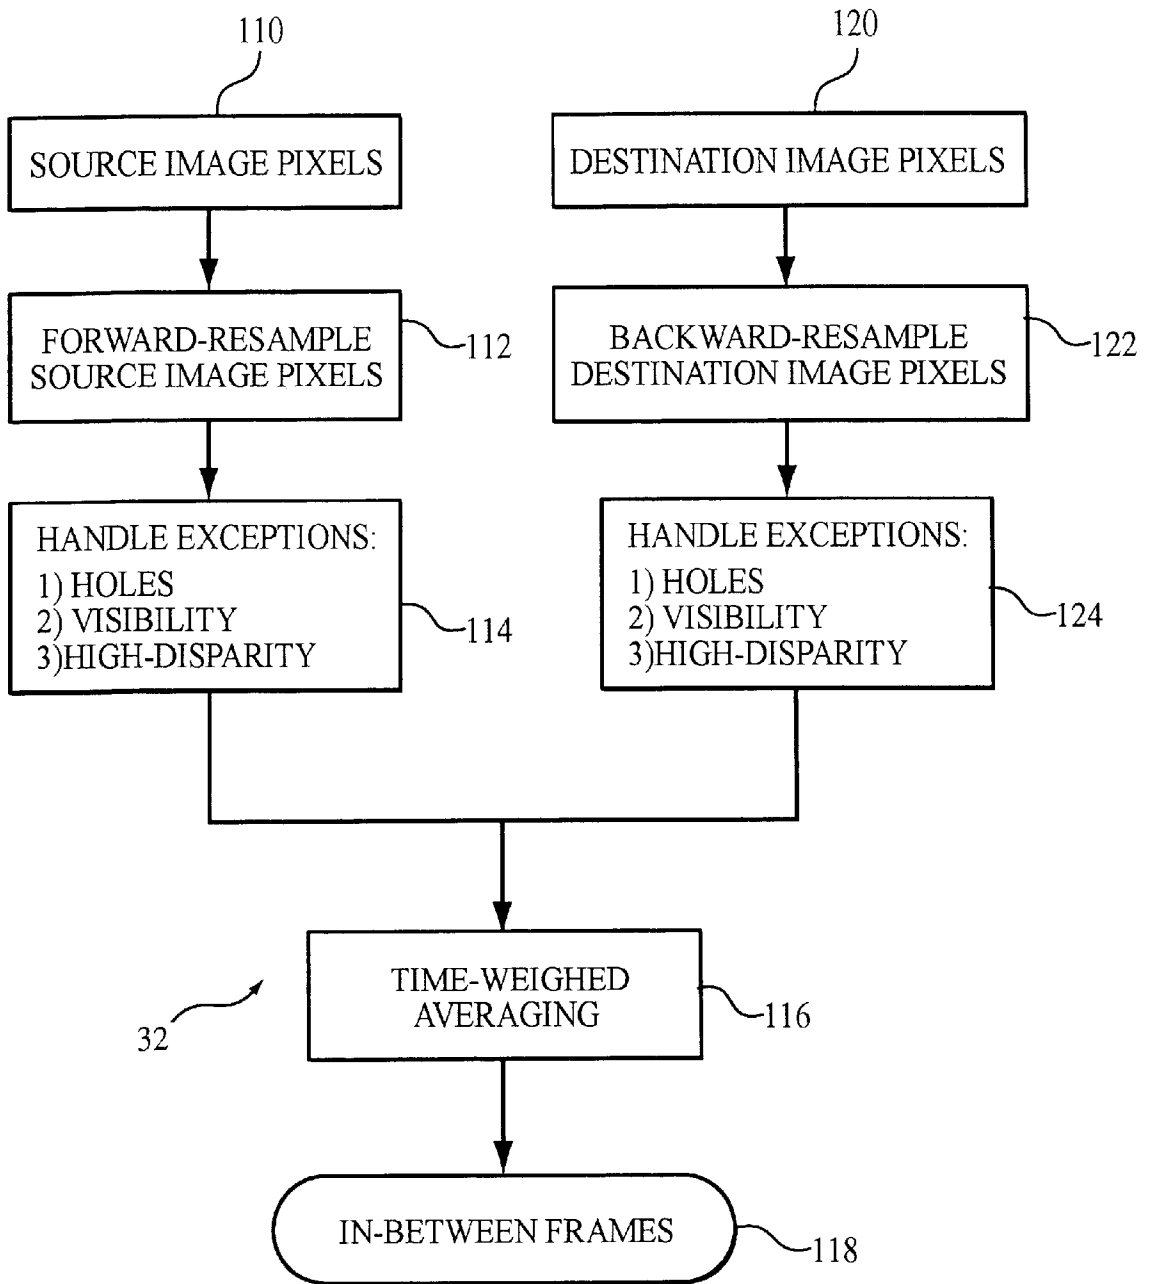 110
120
SOURCE IMAGE PIXELS
DESTINATION IMAGE PIXELS
FORWARD-RESAMPLE
SOURCE IMAGE PIXELS
112
BACKWARD-RESAMPLE
DESTINATION IMAGE PIXELS
122
HANDLE EXCEPTIONS:
1) HOLES
2) VISIBILITY
3)HIGH-DISPARITY
114
HANDLE EXCEPTIONS:
1) HOLES
2) VISIBILITY
3)HIGH-DISPARITY
124
TIME-WEIGHED
AVERAGING
116
32
IN-BETWEEN FRAMES
118